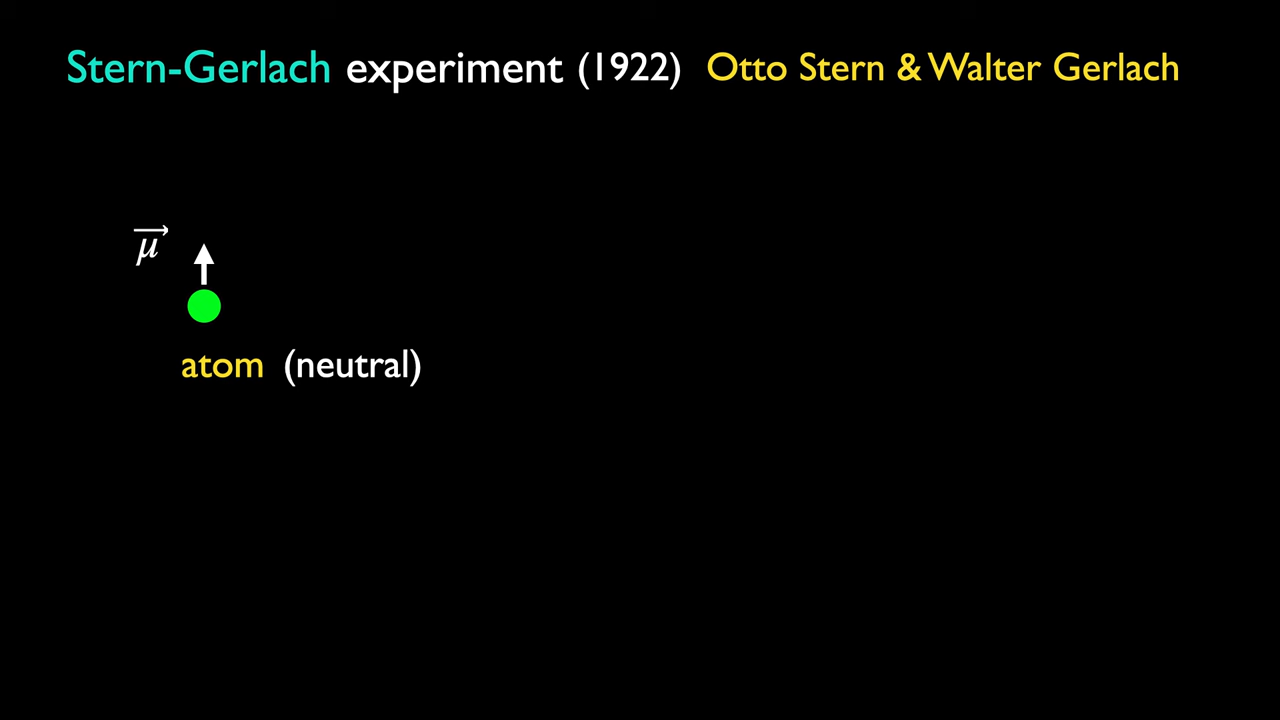 Stern-Gerlach experiment (1922) Otto Stern & Walter Gerlach
μ⃗
atom (neutral)